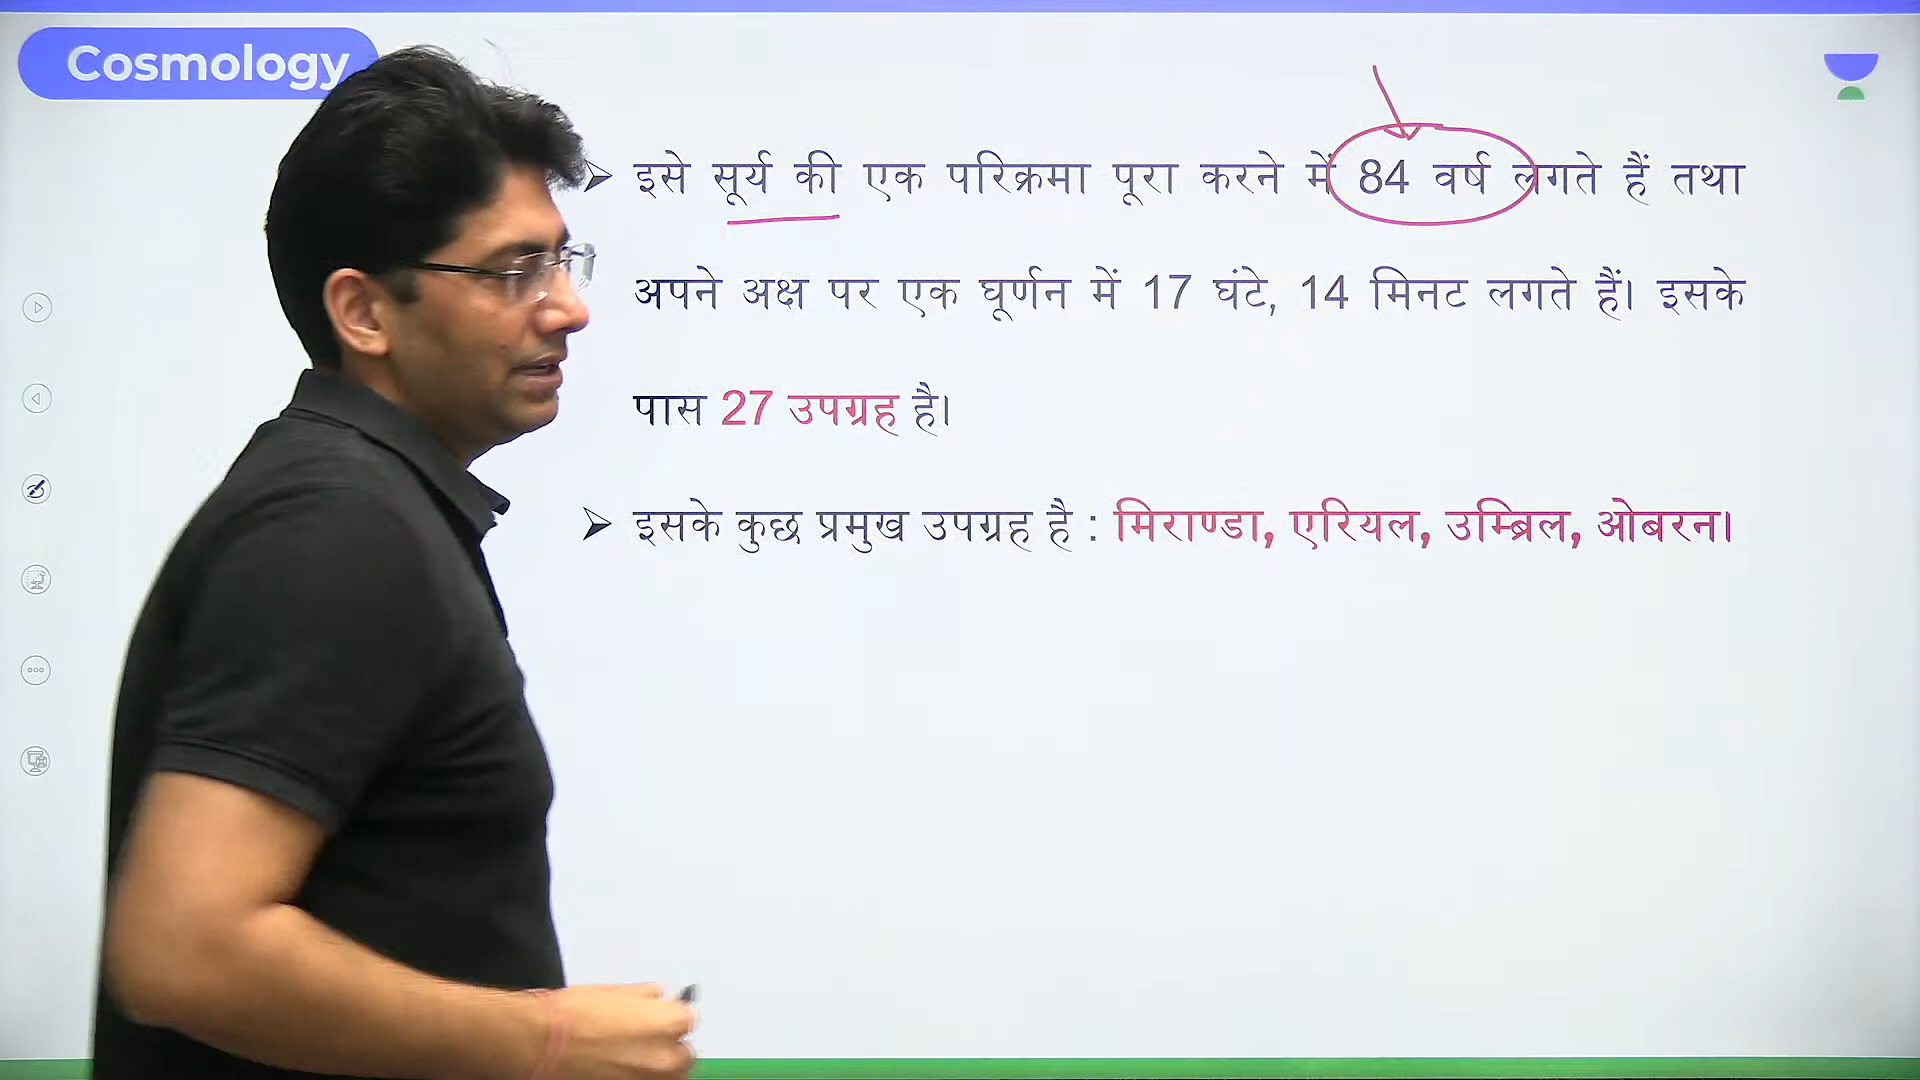 Cosmology
इसे सूर्य की एक परिक्रमा पूरा करने में 84 वर्ष लगते हैं तथा
अपने अक्ष पर एक घूर्णन में 17 घंटे, 14 मिनट लगते हैं। इसके
पास 27 उपग्रह है।
इसके कुछ प्रमुख उपग्रह है : मिराण्डा, एरियल, उम्ब्रिल, ओबरन।